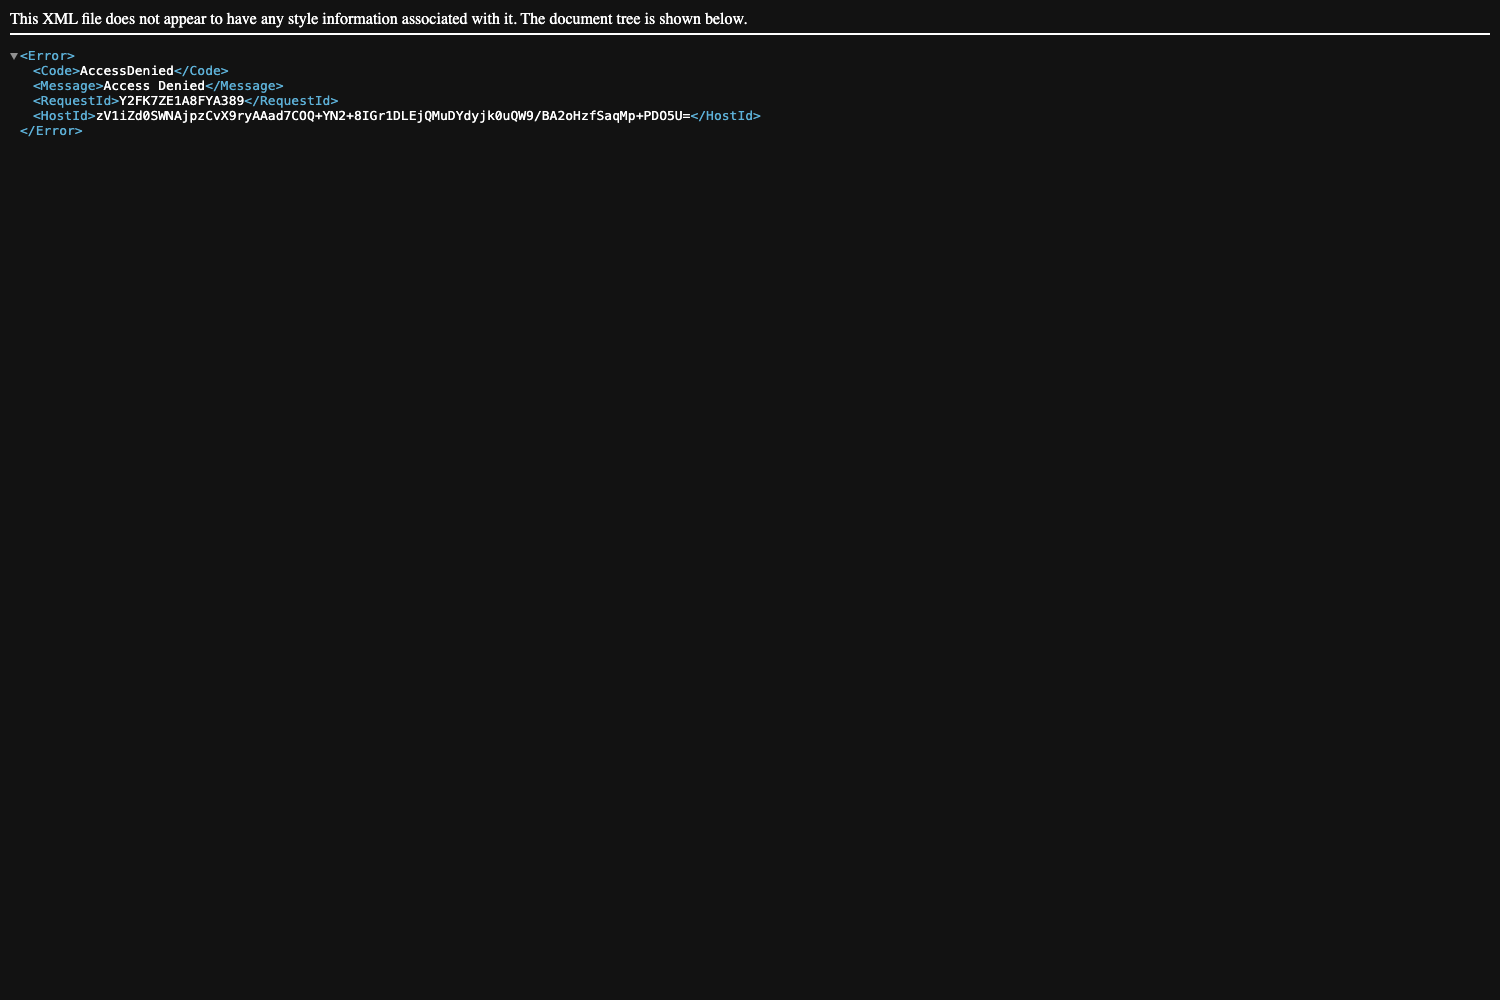 This XML file does not appear to have any style information associated with it. The document tree is shown below.
▼<Error>
<Code>AccessDenied</Code>
<Message>Access Denied</Message>
<RequestId>Y2FK7ZE1A8FYA389</RequestId>
<HostId>zV1iZd0SWNAjpzCvX9ryAAad7COQ+YN2+8IGr1DLEjQMuDYdyjk0uQW9/BA2oHzfSaqMp+PDO5U=</HostId>
</Error>